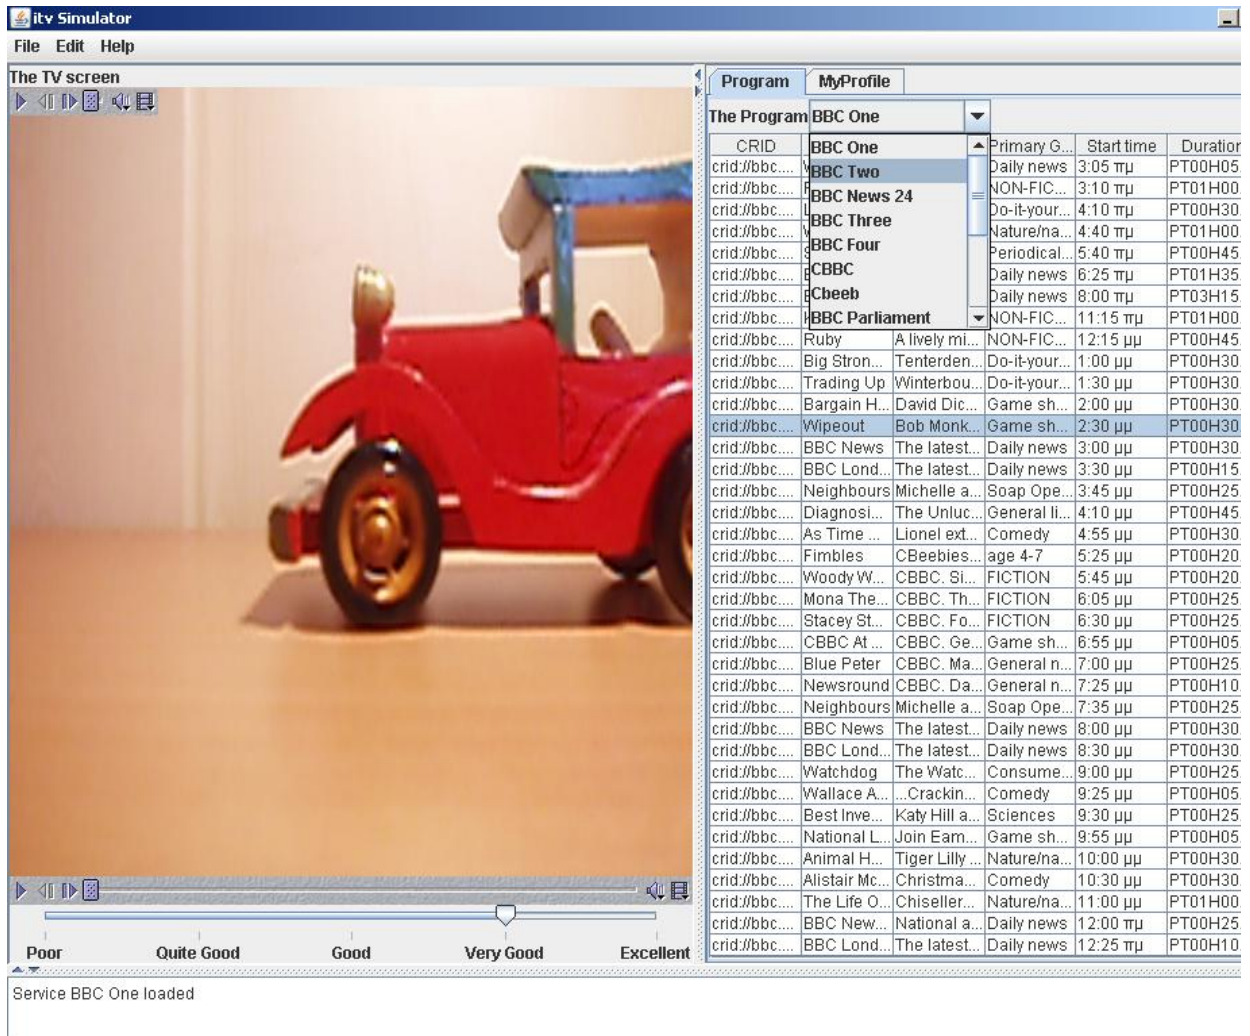 itv Simulator
File Edit Help
The TV screen
Program MyProfile
The Program BBC One
BBC One
BBC Two
BBC News 24
BBC Three
BBC Four
CBBC
Cbeeb
BBC Parliament
CRID Primary G... Start time Duration
crid://bbc.... Daily news 3:05 πμ PT00H05
crid://bbc.... NON-FIC... 3:10 πμ PT01H00
crid://bbc.... Do-it-your... 4:10 πμ PT00H30
crid://bbc.... Nature/na... 4:40 πμ PT01H00
crid://bbc.... Periodical... 5:40 πμ PT00H45
crid://bbc.... Daily news 6:25 πμ PT01H35
crid://bbc.... Daily news 8:00 πμ PT03H15
crid://bbc.... NON-FIC... 11:15 πμ PT01H00
crid://bbc.... Ruby A lively mi... NON-FIC... 12:15 μμ PT00H45
crid://bbc.... Big Stron... Tenterden... Do-it-your... 1:00 μμ PT00H30
crid://bbc.... Trading Up Winterbou... Do-it-your... 1:30 μμ PT00H30
crid://bbc.... Bargain H... David Dic... Game sh... 2:00 μμ PT00H30
crid://bbc.... Wipeout Bob Monk... Game sh... 2:30 μμ PT00H30
crid://bbc.... BBC News The latest... Daily news 3:00 μμ PT00H30
crid://bbc.... BBC Lond... The latest... Daily news 3:30 μμ PT00H15
crid://bbc.... Neighbours Michelle a... Soap Ope... 3:45 μμ PT00H25
crid://bbc.... Diagnosi... The Unluc... General li... 4:10 μμ PT00H45
crid://bbc.... As Time ... Lionel ext... Comedy 4:55 μμ PT00H30
crid://bbc.... Fimbles CBeebies... age 4-7 5:25 μμ PT00H20
crid://bbc.... Woody W... CBBC. Si... FICTION 5:45 μμ PT00H20
crid://bbc.... Mona The... CBBC. Th... FICTION 6:05 μμ PT00H25
crid://bbc.... Stacey St... CBBC. Fo... FICTION 6:30 μμ PT00H25
crid://bbc.... CBBC At ... CBBC. Ge... Game sh... 6:55 μμ PT00H05
crid://bbc.... Blue Peter CBBC. Ma... General n... 7:00 μμ PT00H25
crid://bbc.... Newsround CBBC. Da... General n... 7:25 μμ PT00H10
crid://bbc.... Neighbours Michelle a... Soap Ope... 7:35 μμ PT00H25
crid://bbc.... BBC News The latest... Daily news 8:00 μμ PT00H30
crid://bbc.... BBC Lond... The latest... Daily news 8:30 μμ PT00H30
crid://bbc.... Watchdog The Watc... Consume... 9:00 μμ PT00H25
crid://bbc.... Wallace A... ...Crackin... Comedy 9:25 μμ PT00H05
crid://bbc.... Best Inve... Katy Hill a... Sciences 9:30 μμ PT00H25
crid://bbc.... National L... Join Eam... Game sh... 9:55 μμ PT00H05
crid://bbc.... Animal H... Tiger Lilly ... Nature/na... 10:00 μμ PT00H30
crid://bbc.... Alistair Mc... Christma... Comedy 10:30 μμ PT00H30
crid://bbc.... The Life O... Chiseller... Nature/na... 11:00 μμ PT01H00
crid://bbc.... BBC New... National a... Daily news 12:00 πμ PT00H25
crid://bbc.... BBC Lond... The latest... Daily news 12:25 πμ PT00H10
Poor Quite Good Good Very Good Excellent
Service BBC One loaded